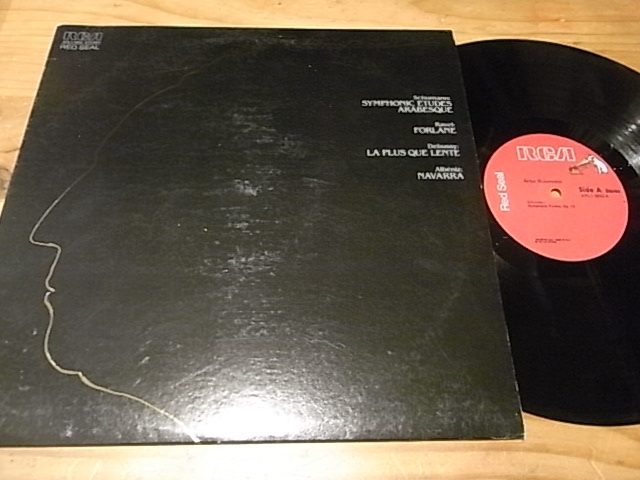 RCA
RED SEAL
Schumann:
SYMPHONIC ETUDES
ARABESQUE
Ravel:
FORLANE
Debussy:
LA PLUS QUE LENTE
Albéniz:
NAVARRA
RCA
Red Seal
Side A